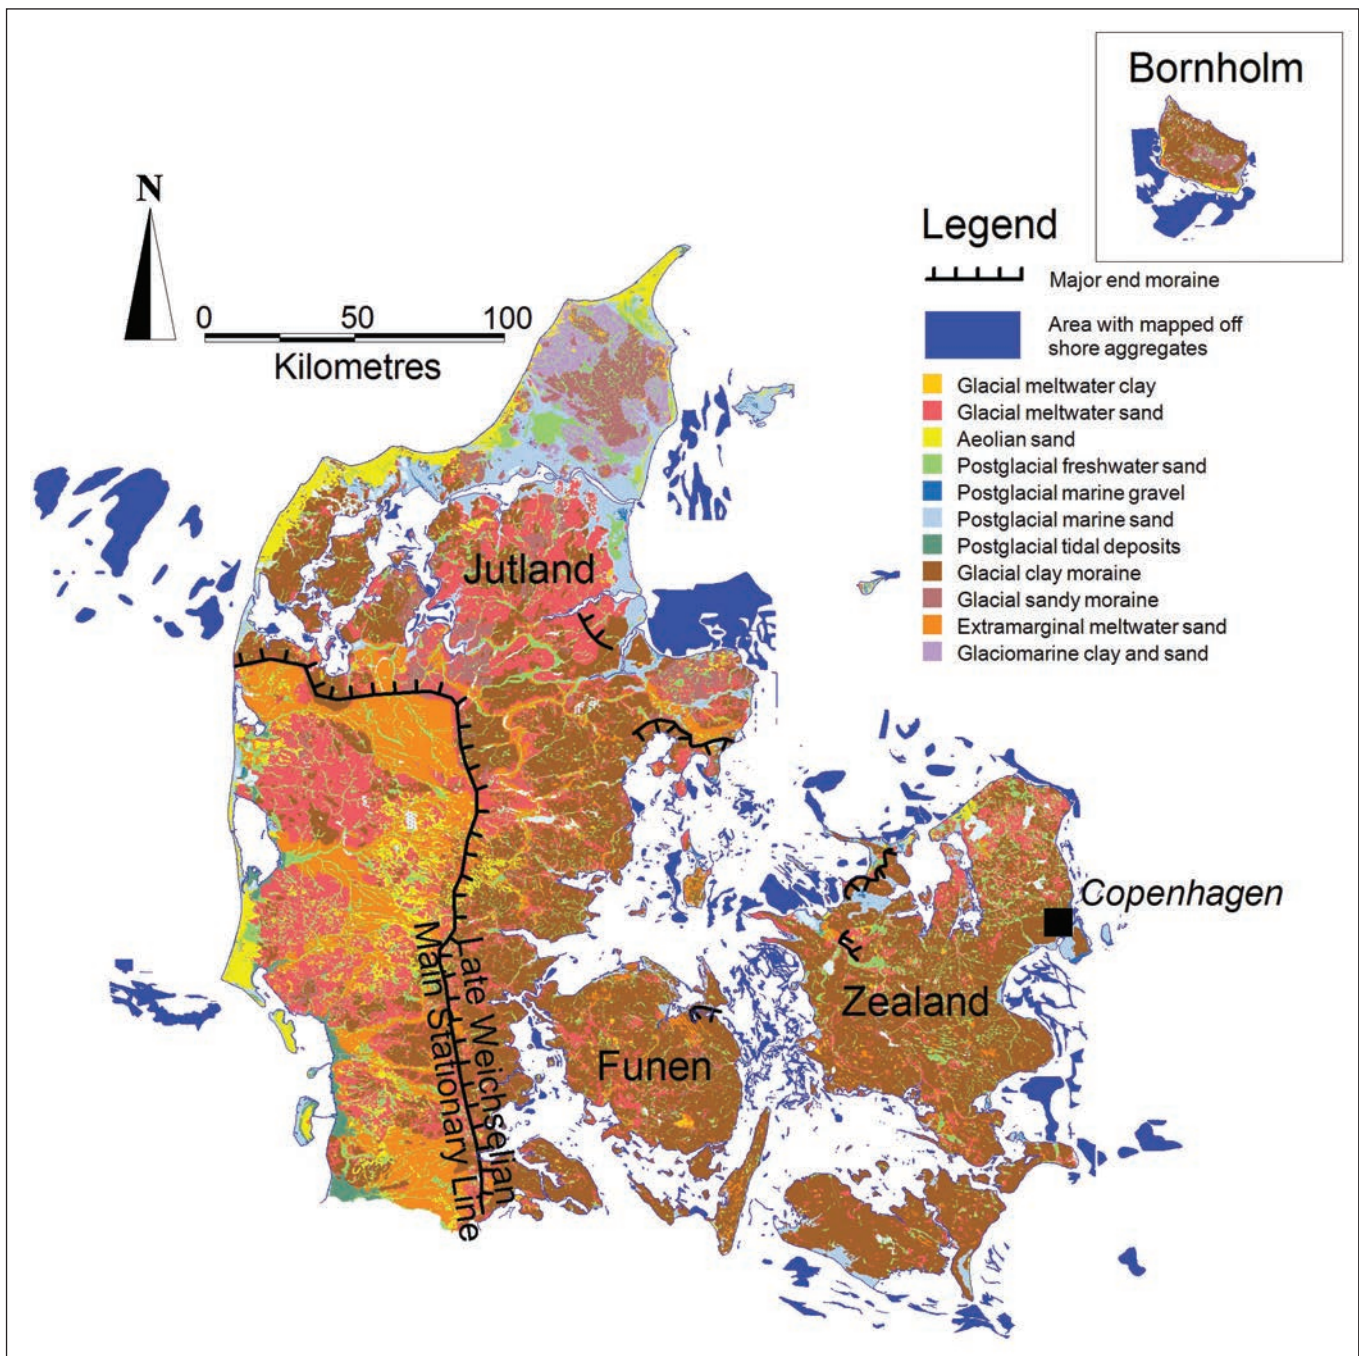 Bornholm
N
0 50 100
Kilometres
Legend
Major end moraine
Area with mapped off
shore aggregates
Glacial meltwater clay
Glacial meltwater sand
Aeolian sand
Postglacial freshwater sand
Postglacial marine gravel
Postglacial marine sand
Postglacial tidal deposits
Glacial clay moraine
Glacial sandy moraine
Extramarginal meltwater sand
Glaciomarine clay and sand
Jutland
Copenhagen
Zealand
Funen
Late Weichselian
Main Stationary Line